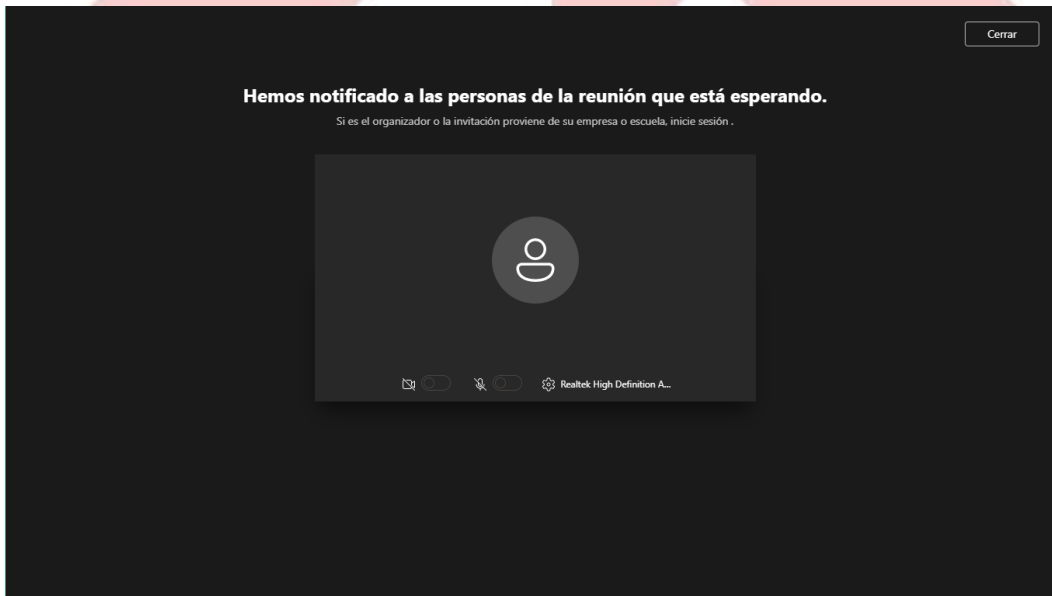 Cerrar
Hemos notificado a las personas de la reunión que está esperando.
Si es el organizador o la invitación proviene de su empresa o escuela, inicie sesión .
Realtek High Definition A...